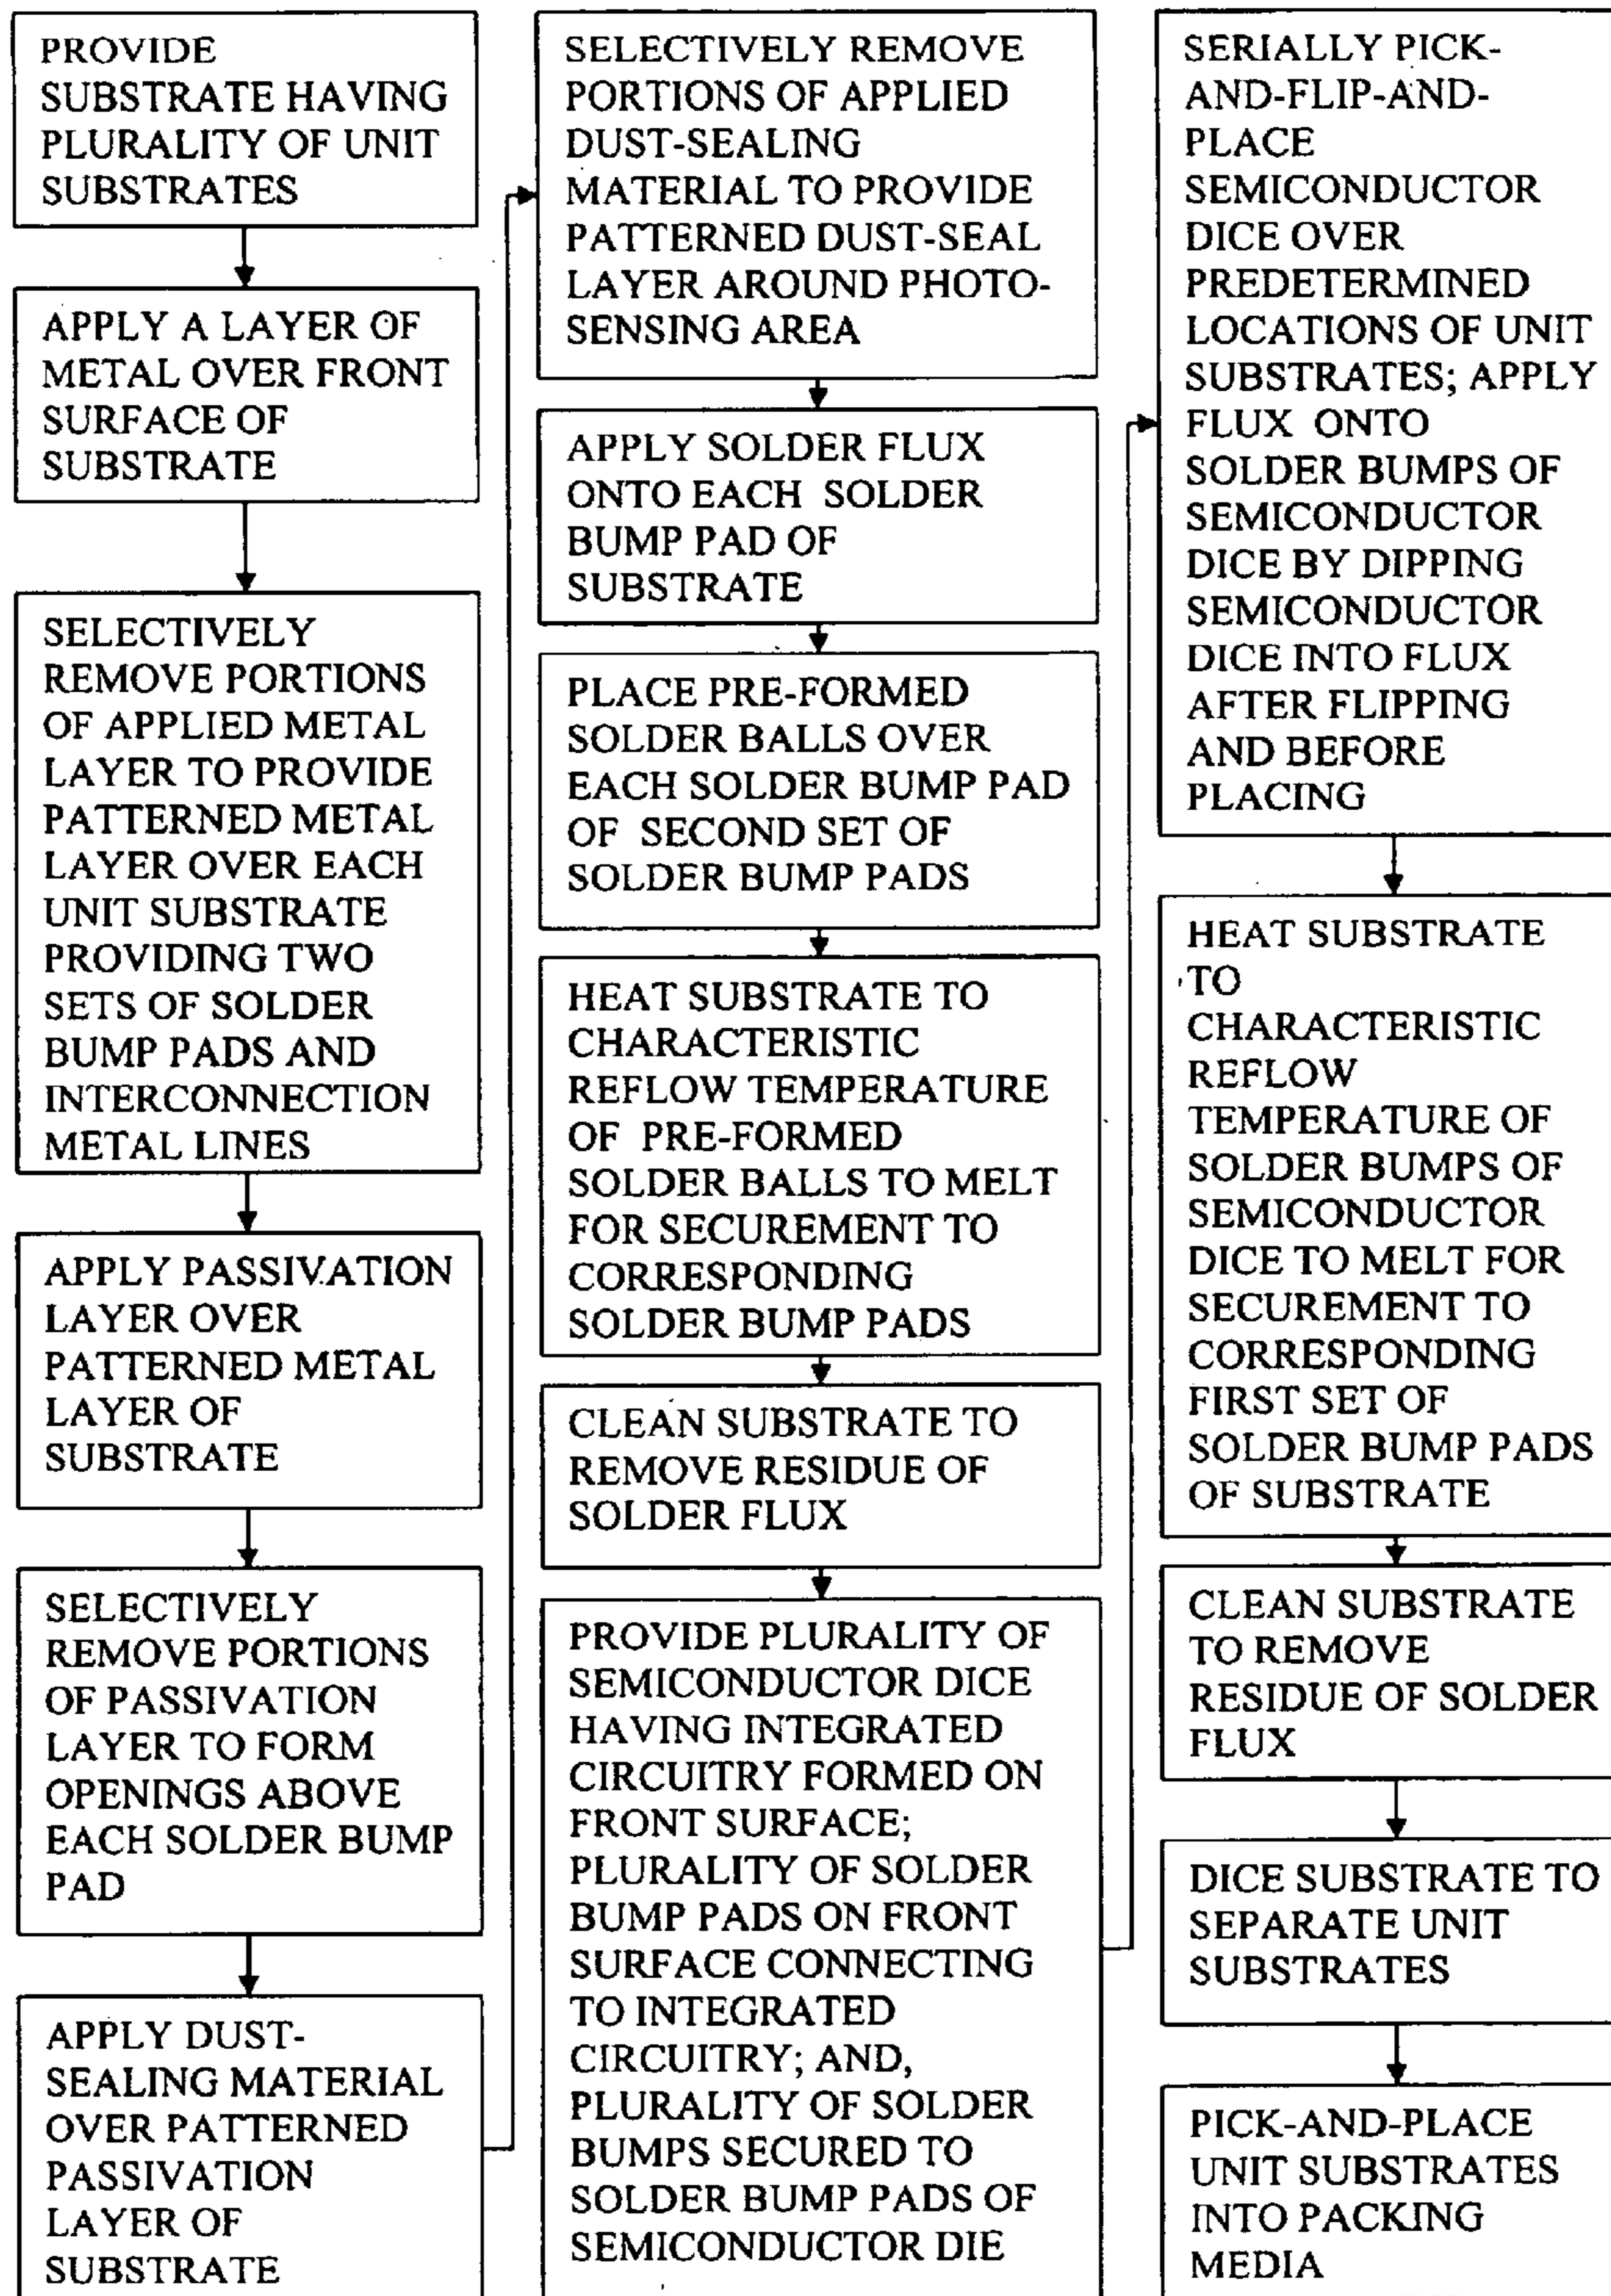 PROVIDE
SUBSTRATE HAVING
PLURALITY OF UNIT
SUBSTRATES
APPLY A LAYER OF
METAL OVER FRONT
SURFACE OF
SUBSTRATE
SELECTIVELY
REMOVE PORTIONS
OF APPLIED METAL
LAYER TO PROVIDE
PATTERNED METAL
LAYER OVER EACH
UNIT SUBSTRATE
PROVIDING TWO
SETS OF SOLDER
BUMP PADS AND
INTERCONNECTION
METAL LINES
APPLY PASSIVATION
LAYER OVER
PATTERNED METAL
LAYER OF
SUBSTRATE
SELECTIVELY
REMOVE PORTIONS
OF PASSIVATION
LAYER TO FORM
OPENINGS ABOVE
EACH SOLDER BUMP
PAD
APPLY DUST-
SEALING MATERIAL
OVER PATTERNED
PASSIVATION
LAYER OF
SUBSTRATE
SELECTIVELY REMOVE
PORTIONS OF APPLIED
DUST-SEALING
MATERIAL TO PROVIDE
PATTERNED DUST-SEAL
LAYER AROUND PHOTO-
SENSING AREA
APPLY SOLDER FLUX
ONTO EACH SOLDER
BUMP PAD OF
SUBSTRATE
PLACE PRE-FORMED
SOLDER BALLS OVER
EACH SOLDER BUMP PAD
OF SECOND SET OF
SOLDER BUMP PADS
HEAT SUBSTRATE TO
CHARACTERISTIC
REFLOW TEMPERATURE
OF PRE-FORMED
SOLDER BALLS TO MELT
FOR SECUREMENT TO
CORRESPONDING
SOLDER BUMP PADS
CLEAN SUBSTRATE TO
REMOVE RESIDUE OF
SOLDER FLUX
PROVIDE PLURALITY OF
SEMICONDUCTOR DICE
HAVING INTEGRATED
CIRCUITRY FORMED ON
FRONT SURFACE;
PLURALITY OF SOLDER
BUMP PADS ON FRONT
SURFACE CONNECTING
TO INTEGRATED
CIRCUITRY; AND,
PLURALITY OF SOLDER
BUMPS SECURED TO
SOLDER BUMP PADS OF
SEMICONDUCTOR DIE
SERIALLY PICK-
AND-FLIP-AND-
PLACE
SEMICONDUCTOR
DICE OVER
PREDETERMINED
LOCATIONS OF UNIT
SUBSTRATES; APPLY
FLUX ONTO
SOLDER BUMPS OF
SEMICONDUCTOR
DICE BY DIPPING
SEMICONDUCTOR
DICE INTO FLUX
AFTER FLIPPING
AND BEFORE
PLACING
HEAT SUBSTRATE
TO
CHARACTERISTIC
REFLOW
TEMPERATURE OF
SOLDER BUMPS OF
SEMICONDUCTOR
DICE TO MELT FOR
SECUREMENT TO
CORRESPONDING
FIRST SET OF
SOLDER BUMP PADS
OF SUBSTRATE
CLEAN SUBSTRATE
TO REMOVE
RESIDUE OF SOLDER
FLUX
DICE SUBSTRATE TO
SEPARATE UNIT
SUBSTRATES
PICK-AND-PLACE
UNIT SUBSTRATES
INTO PACKING
MEDIA